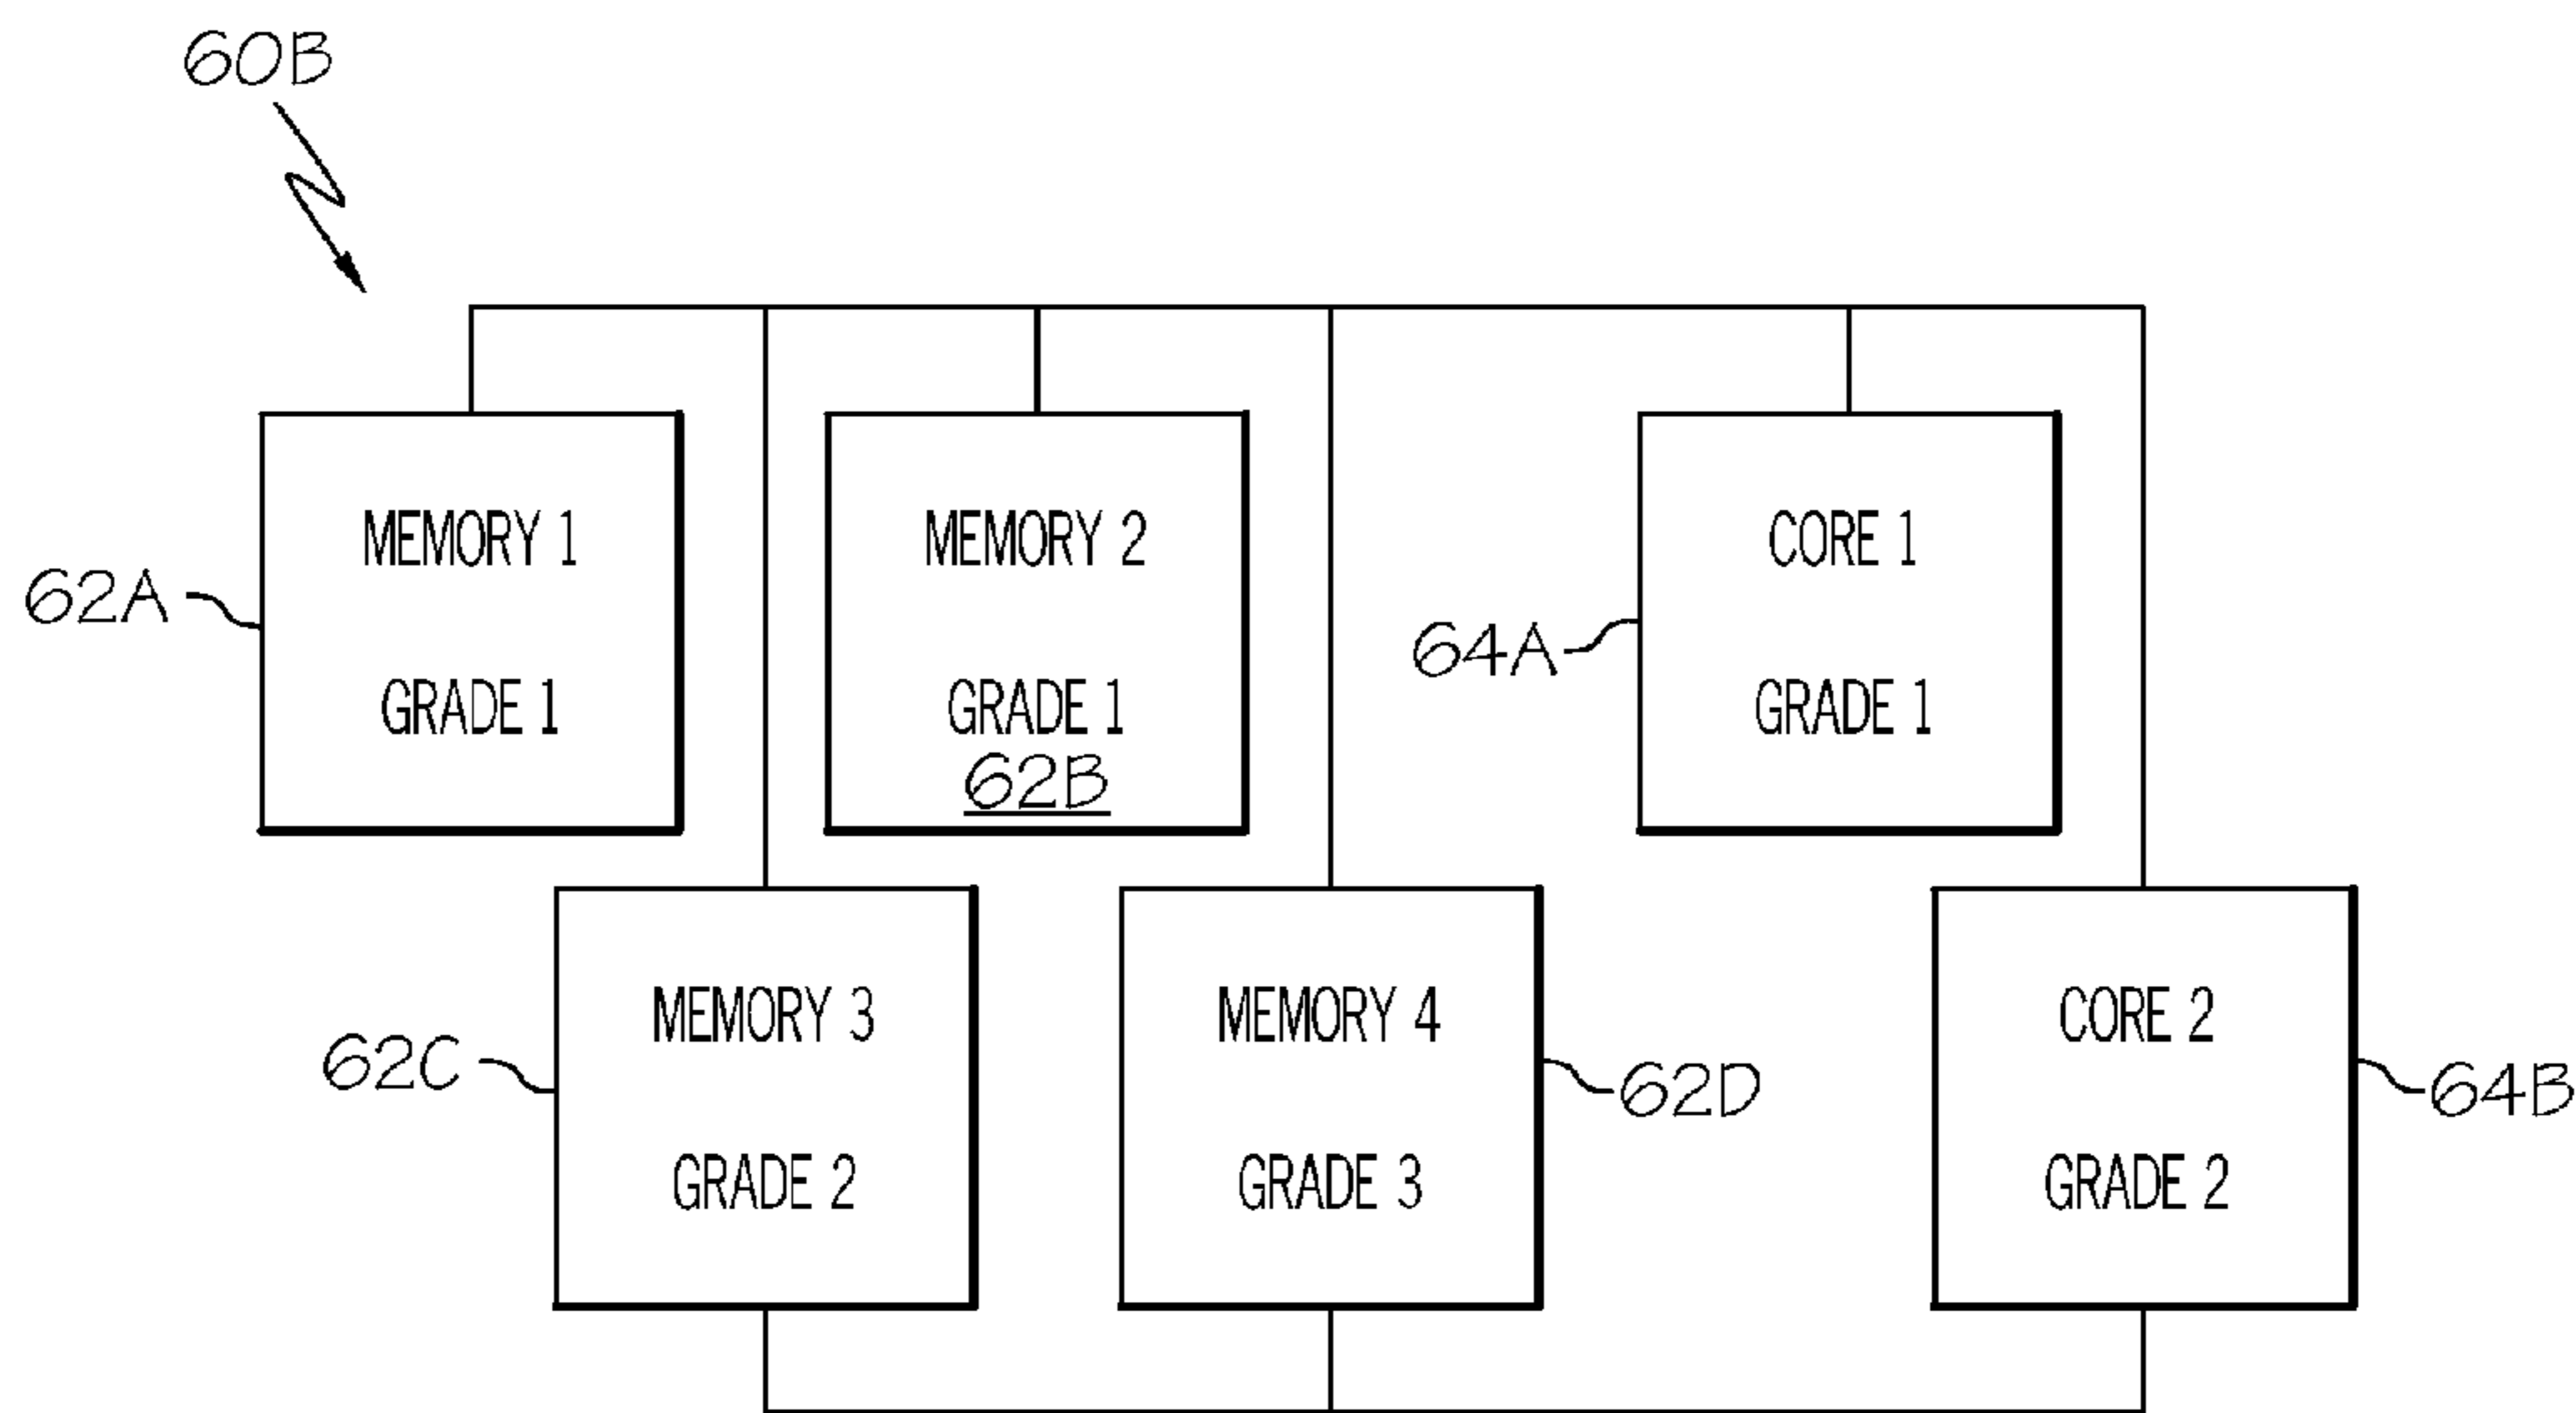 60B
MEMORY 1
GRADE 1
62A
MEMORY 2
GRADE 1
62B
CORE 1
GRADE 1
64A
MEMORY 3
GRADE 2
62C
MEMORY 4
GRADE 3
62D
CORE 2
GRADE 2
64B